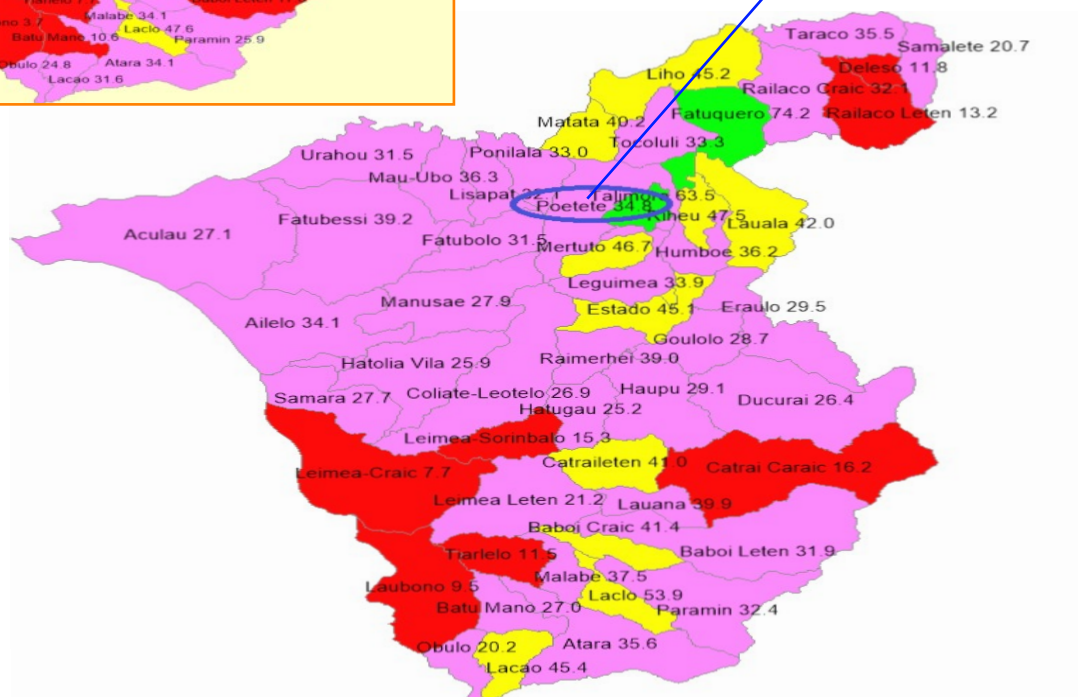 Malabe 34.1
Laclo 47.6
Batu Mano 10.6
Paramin 25.9
Obulo 24.8
Atara 34.1
Lacao 31.6
Taraco 35.5
Samalete 20.7
Deleso 11.8
Liho 45.2
Railaco Craic 32.1
Fatuquero 74.2
Railaco Leten 13.2
Matata 40.2
Tocoluli 33.3
Urahou 31.5
Ponilala 33.0
Mau-Ubo 36.3
Lisapat 32.1
Talimoro 63.5
Poetete 34.8
Riheu 47.5
Fatubessi 39.2
Lauala 42.0
Aculau 27.1
Fatubolo 31.5
Mertuto 46.7
Humboe 36.2
Leguimea 33.9
Manusae 27.9
Estado 45.1
Eraulo 29.5
Ailelo 34.1
Goulolo 28.7
Hatolia Vila 25.9
Raimerhei 39.0
Samara 27.7
Coliate-Leotelo 26.9
Haupu 29.1
Ducurai 26.4
Hatugau 25.2
Leimea-Sorinbalo 15.3
Leimea-Craic 7.7
Catraileten 41.0
Catrai Caraic 16.2
Leimea Leten 21.2
Lauana 39.9
Baboi Craic 41.4
Tiarlelo 11.5
Baboi Leten 31.9
Malabe 37.5
Laubono 9.5
Laclo 53.9
Batu Mano 27.0
Paramin 32.4
Obulo 20.2
Atara 35.6
Lacao 45.4